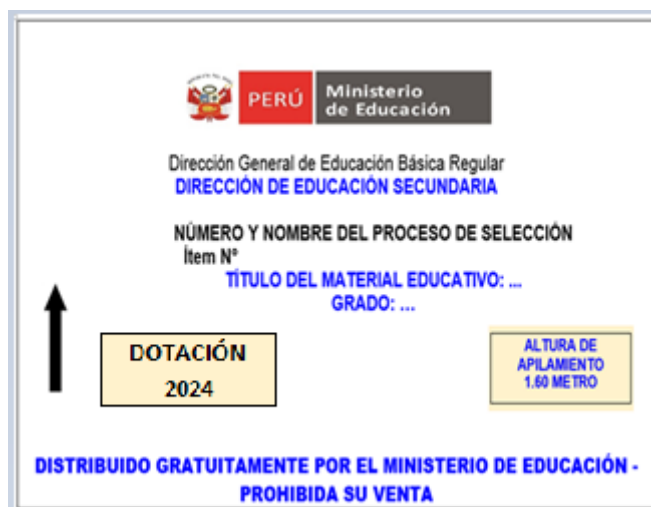 PERÚ
Ministerio
de Educación
Dirección General de Educación Básica Regular
DIRECCIÓN DE EDUCACIÓN SECUNDARIA
NÚMERO Y NOMBRE DEL PROCESO DE SELECCIÓN
Ítem Nº
TÍTULO DEL MATERIAL EDUCATIVO: ...
GRADO: ...
DOTACIÓN
2024
ALTURA DE
APILAMIENTO
1.60 METRO
DISTRIBUIDO GRATUITAMENTE POR EL MINISTERIO DE EDUCACIÓN -
PROHIBIDA SU VENTA